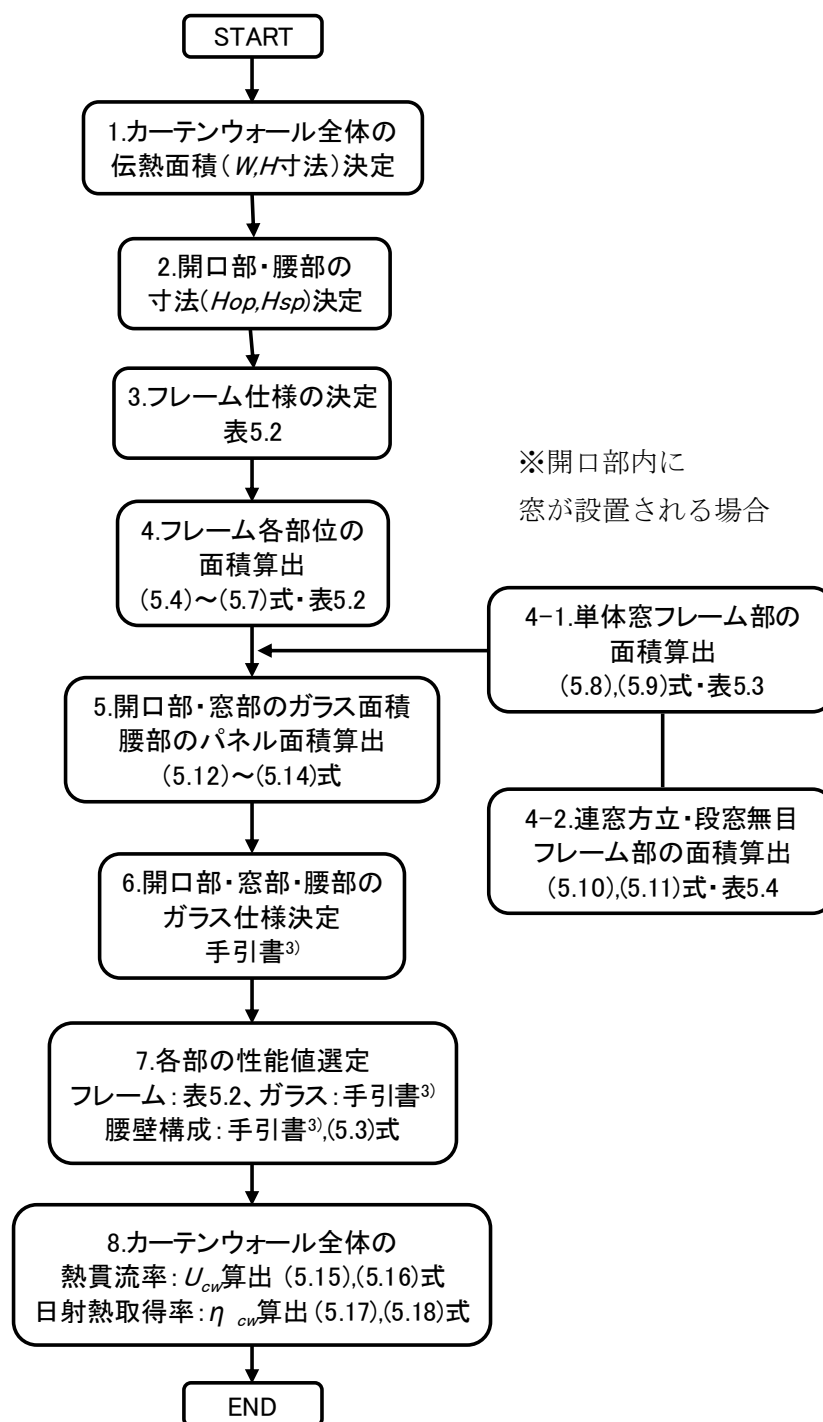 START
1.カーテンウォール全体の
伝熱面積(W,H寸法)決定
2.開口部・腰部の
寸法(Hop,Hsp)決定
3.フレーム仕様の決定
表5.2
※開口部内に
窓が設置される場合
4.フレーム各部位の
面積算出
(5.4)～(5.7)式・表5.2
4-1.単体窓フレーム部の
面積算出
(5.8),(5.9)式・表5.3
5.開口部・窓部のガラス面積
腰部のパネル面積算出
(5.12)～(5.14)式
4-2.連窓方立・段窓無目
フレーム部の面積算出
(5.10),(5.11)式・表5.4
6.開口部・窓部・腰部の
ガラス仕様決定
手引書3)
7.各部の性能値選定
フレーム:表5.2、ガラス:手引書3)
腰壁構成:手引書3),(5.3)式
8.カーテンウォール全体の
熱貫流率:Ucw算出 (5.15),(5.16)式
日射熱取得率:η cw算出(5.17),(5.18)式
END